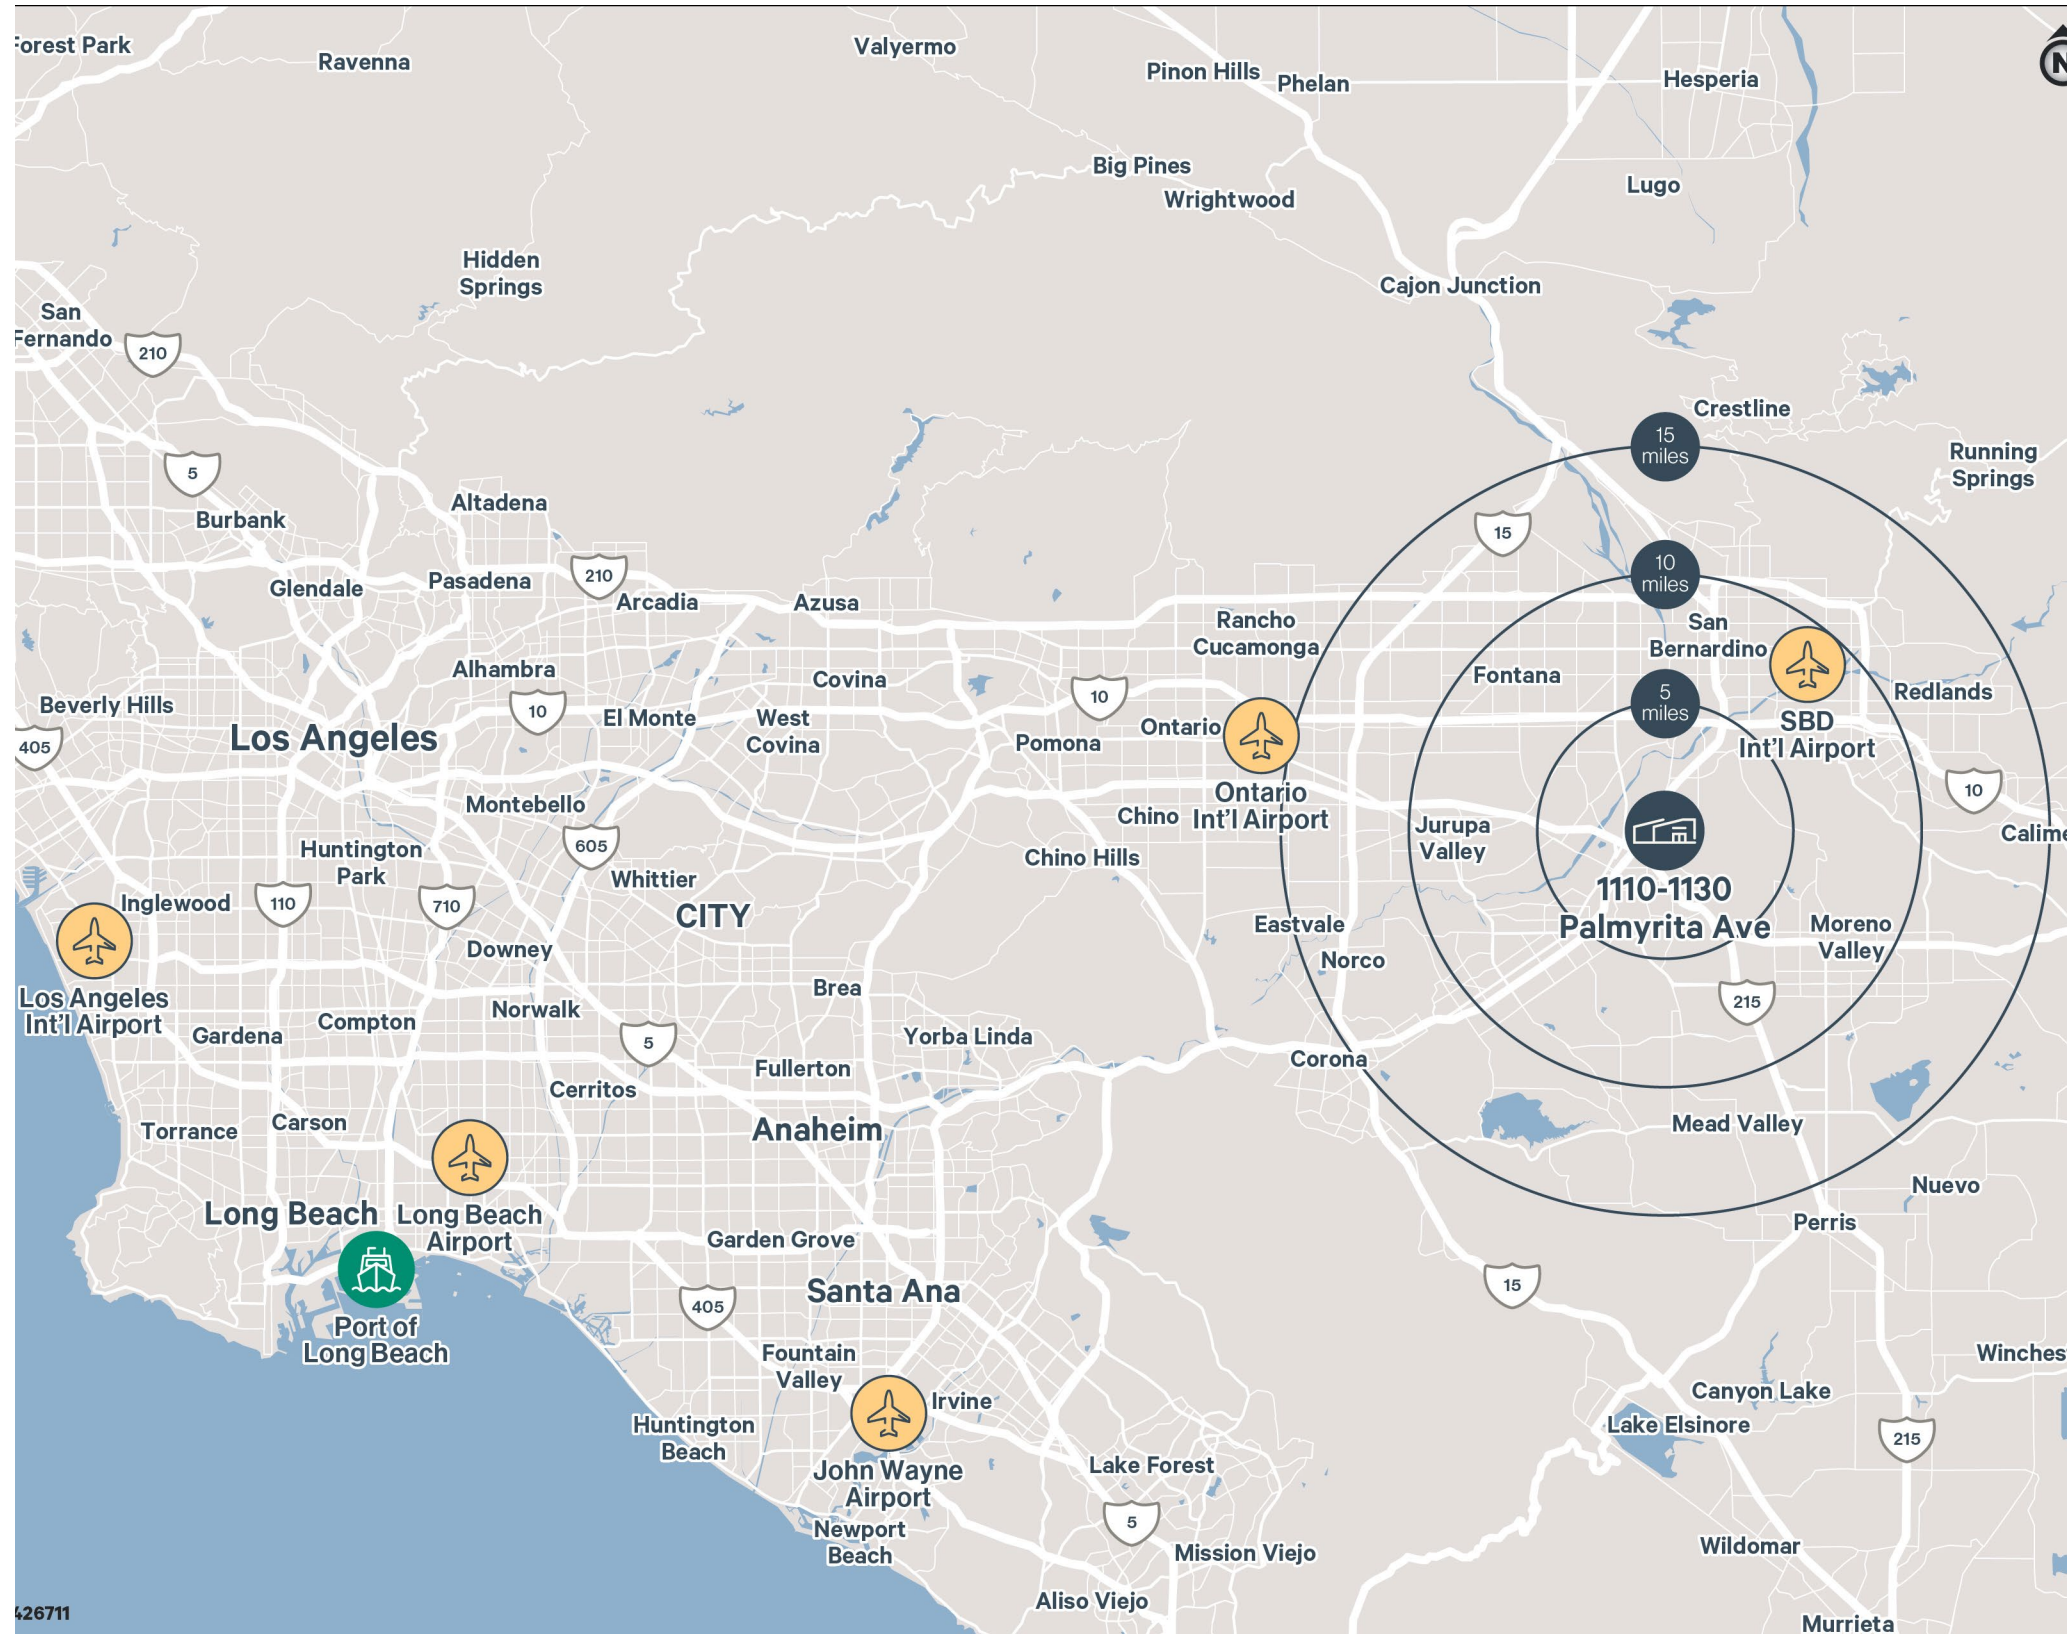 Forest Park
Ravenna
Valyermo
Pinon Hills
Phelan
Hesperia
N
Big Pines
Wrightwood
Lugo
Hidden
Springs
Cajon Junction
San
Fernando
210
Crestline
15
miles
Running
Springs
5
Burbank
Altadena
15
10
miles
Glendale
Pasadena
210
Arcadia
Azusa
Rancho
Cucamonga
San
Bernardino
Alhambra
Covina
Fontana
5
miles
Redlands
Beverly Hills
10
10
El Monte
West
Covina
Los Angeles
405
Pomona
Ontario
SBD
Int'l Airport
Montebello
Ontario
Int'l Airport
Chino
10
Jurupa
Valley
Calime
Huntington
Park
605
Whittier
Chino Hills
1110-1130
Palmyrita Ave
Inglewood
110
710
CITY
Eastvale
Moreno
Valley
Downey
Norco
Los Angeles
Int'l Airport
Brea
215
Norwalk
Gardena
Compton
5
Yorba Linda
Corona
Fullerton
Cerritos
Torrance
Carson
Anaheim
Mead Valley
Nuevo
Long Beach
Long Beach
Airport
Garden Grove
Perris
Santa Ana
15
405
Port of
Long Beach
Fountain
Valley
Winches
Irvine
Canyon Lake
Huntington
Beach
Lake Elsinore
215
John Wayne
Airport
Lake Forest
5
Newport
Beach
Mission Viejo
Wildomar
Aliso Viejo
426711
Murrieta